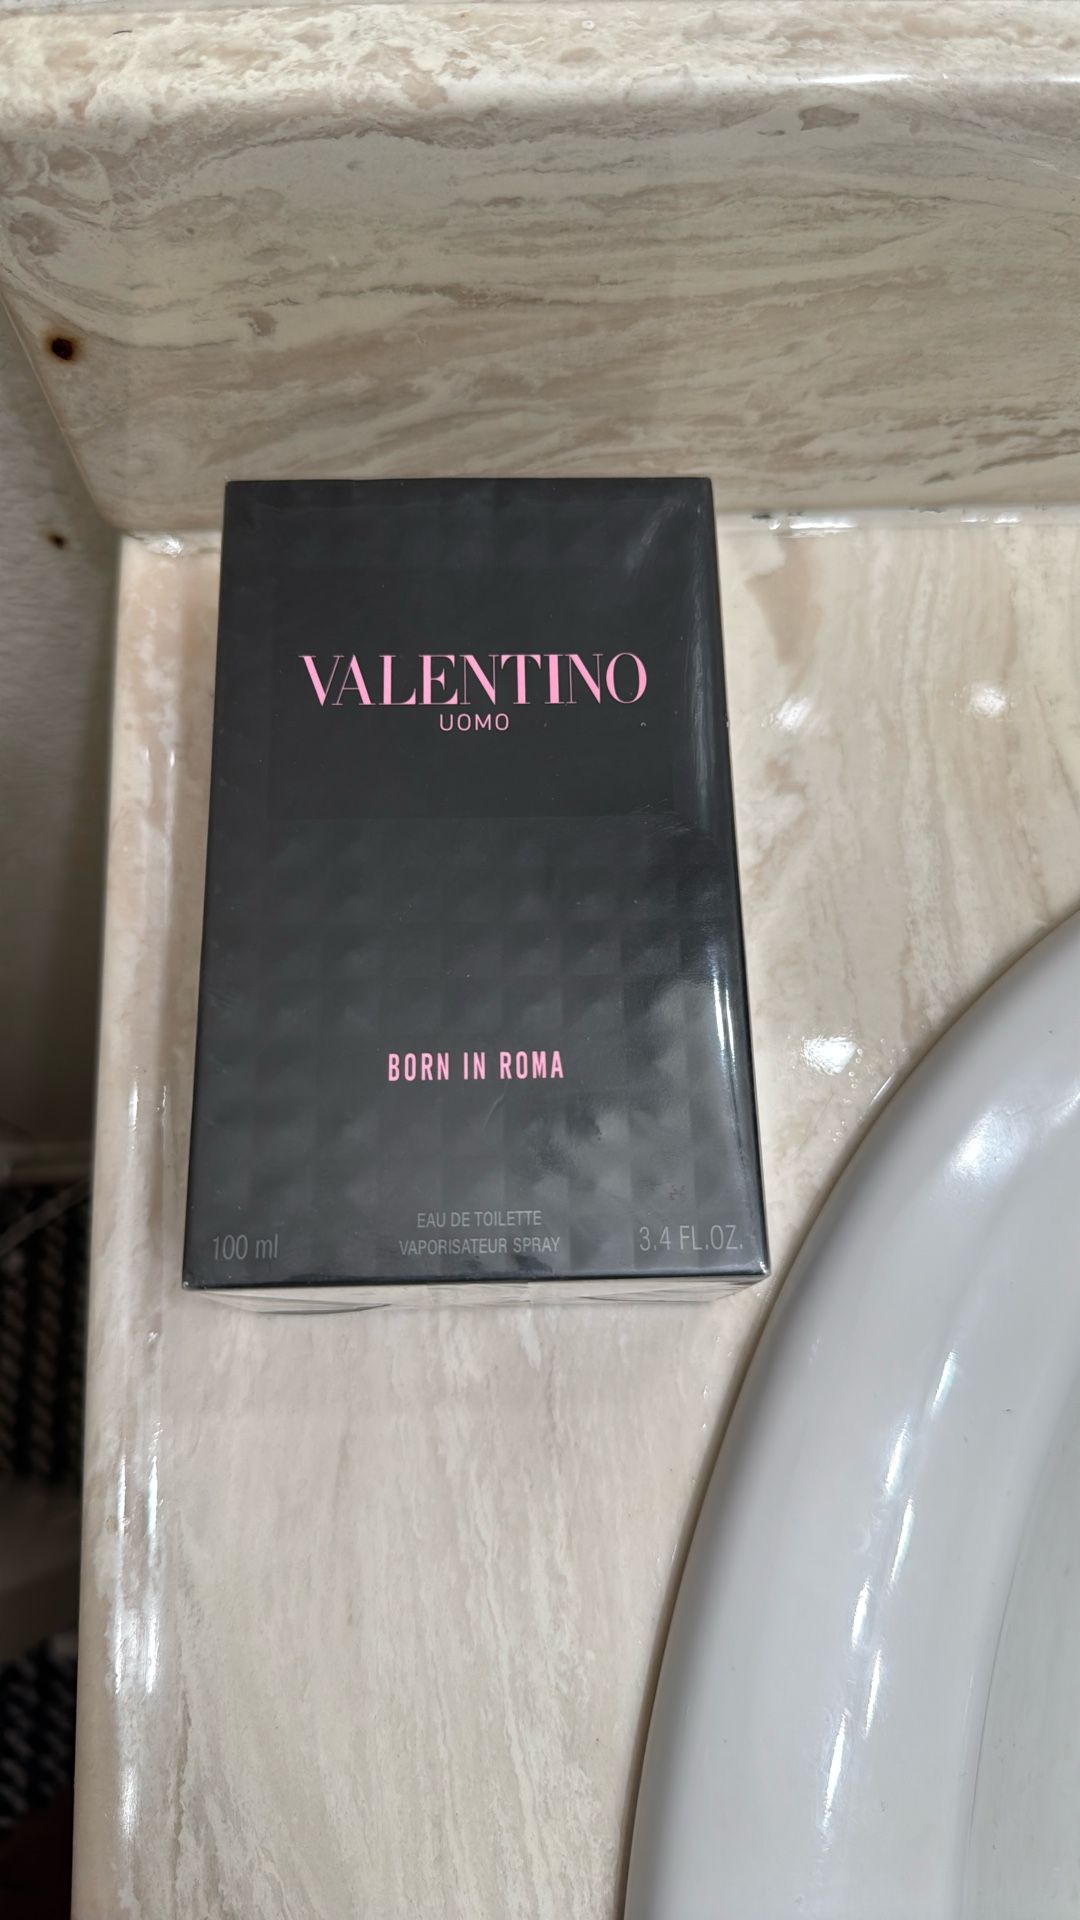 VALENTINO
UOMO
BORN IN ROMA
EAU DE TOILETTE
100 ml VAPORISATEUR SPRAY 3.4 FL.OZ.